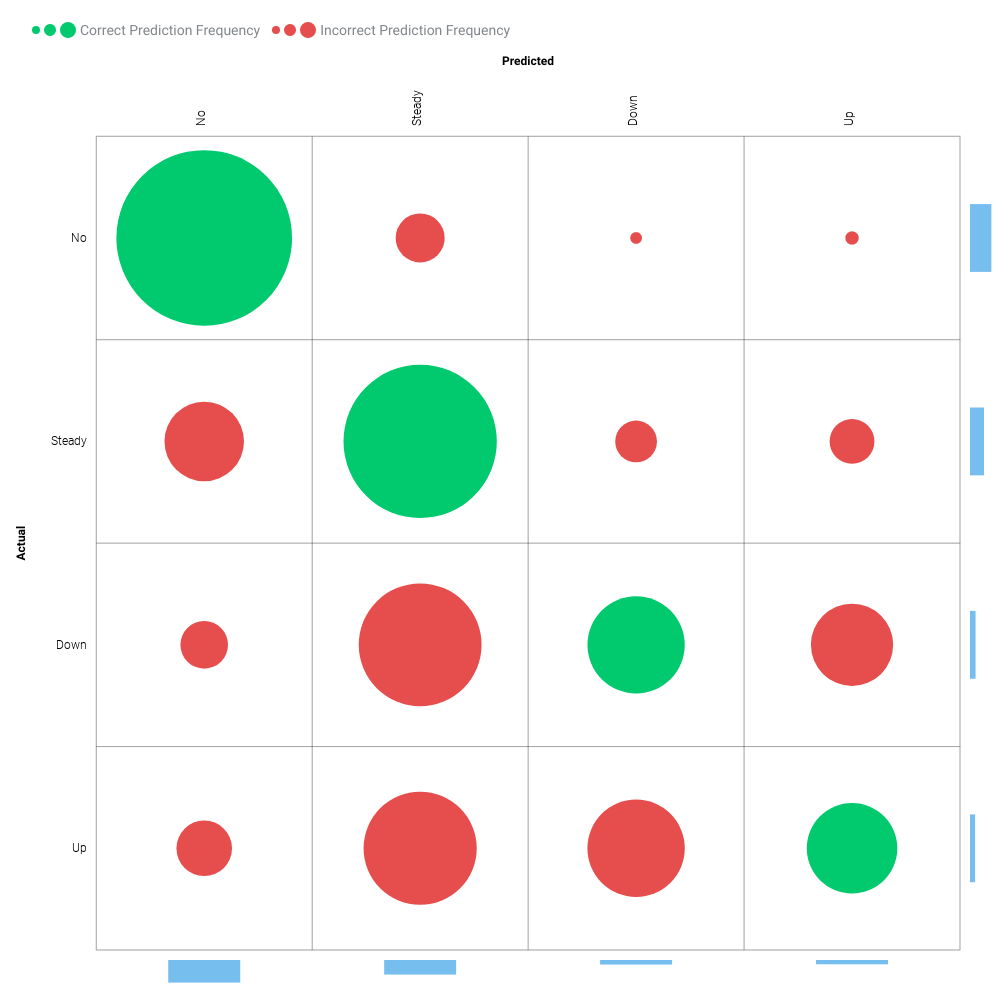 Correct Prediction Frequency Incorrect Prediction Frequency
Predicted
No Steady Down Up
No
Steady
Actual
Down
Up